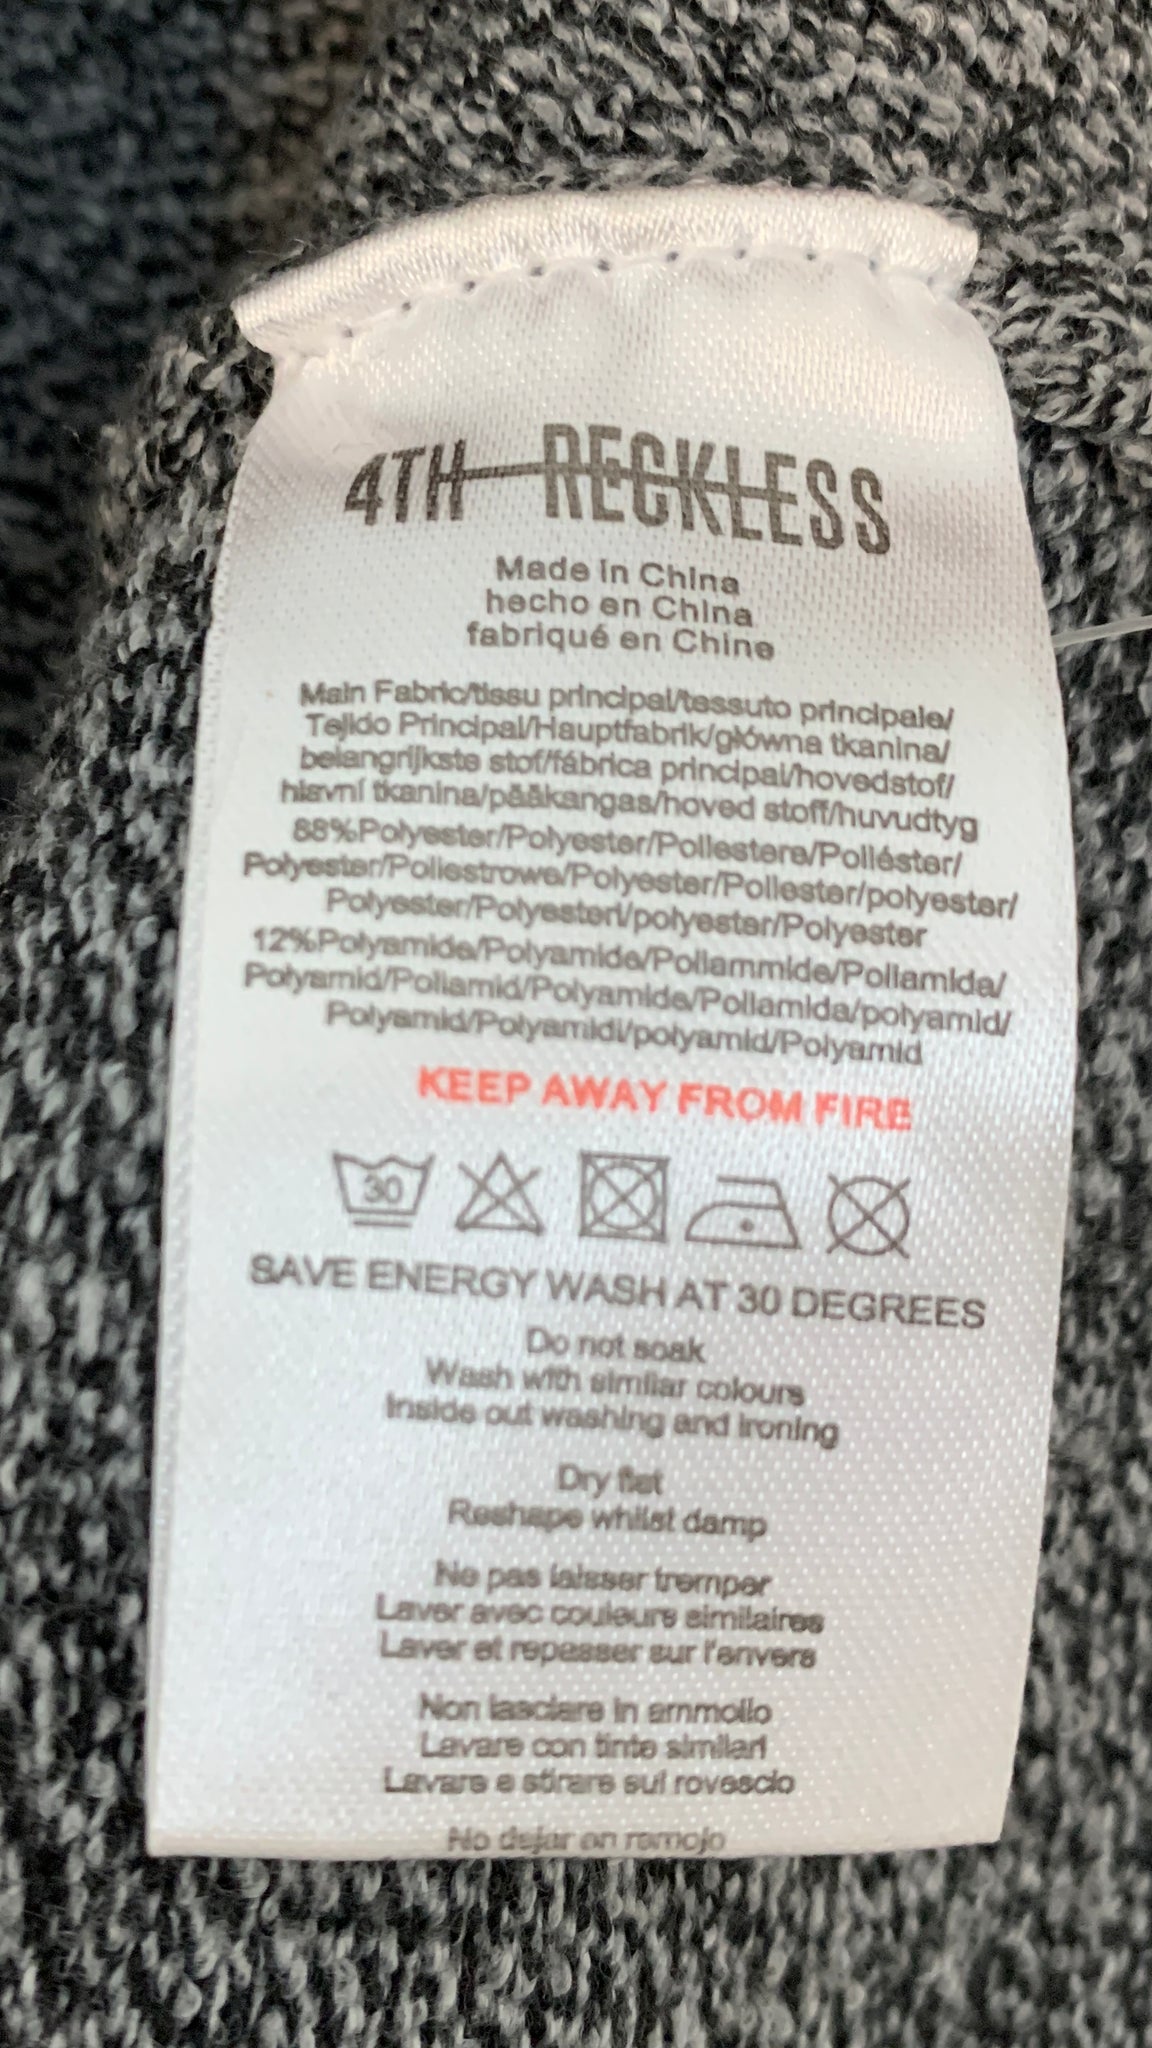 4TH RECKLESS
Made in China
hecho en China
fabriqué en Chine
Main Fabric/tissu principal/tessuto principale/
Tejido Principal/Hauptfabrik/główna tkanina/
belangrijkste stof/fábrica principal/hovedstof/
hlavní tkanina/pääkangas/hoved stoff/huvudtyg
88%Polyester/Polyester/Poliestere/Poliéster/
Polyester/Poliestrowe/Polyester/Poliester/polyester/
Polyester/Polyesteri/polyester/Polyester
12%Polyamide/Polyamide/Poliammide/Poliamida/
Polyamid/Poliamid/Polyamide/Poliamida/polyamid/
Polyamid/Polyamidi/polyamid/Polyamid
KEEP AWAY FROM FIRE
30
SAVE ENERGY WASH AT 30 DEGREES
Do not soak
Wash with similar colours
Inside out washing and ironing
Dry flat
Reshape whilst damp
Ne pas laisser tremper
Laver avec couleurs similaires
Laver et repasser sur l'envers
Non lasciare in ammollo
Lavare con tinte similari
Lavare e stirare sul rovescio
No dejar en remojo